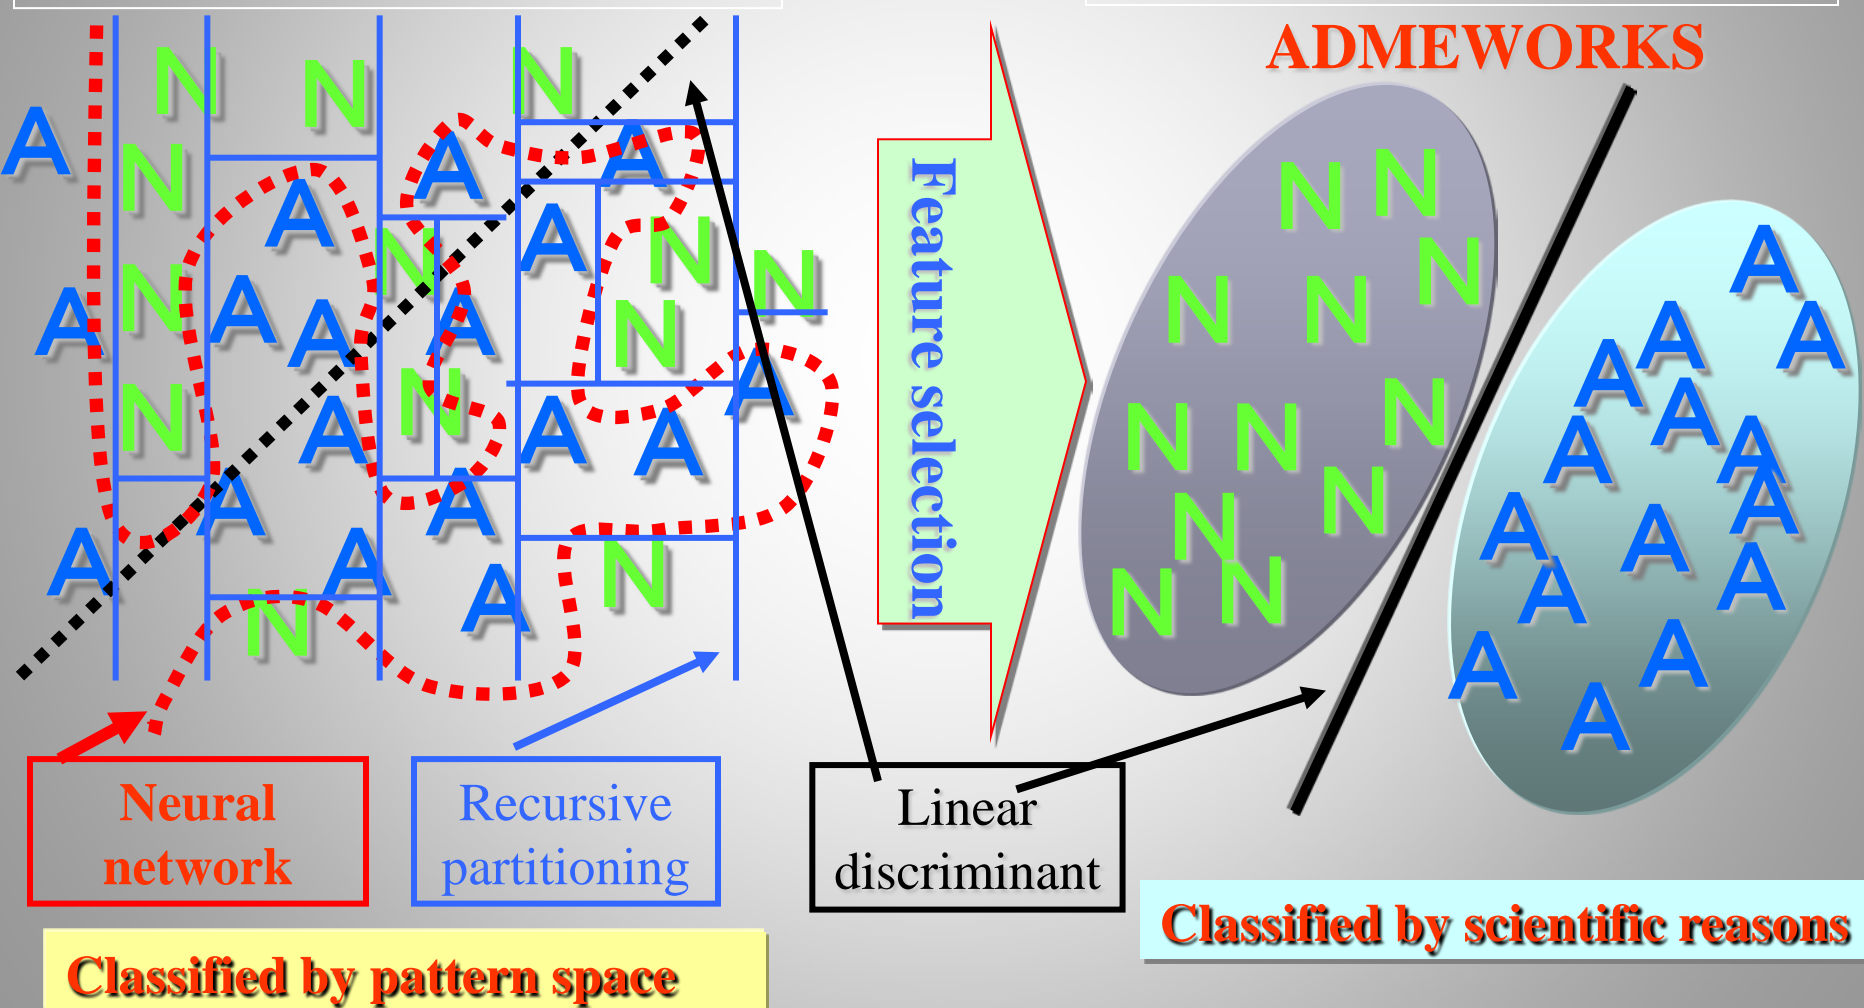 ADMEWORKS
N N N
A N A A
A A
N N N
A N A A A N
N N A
A A A
A A
A A N A
N
Feature selection
N N
N
N N
N N N
N N
N N
A
A A
A A
A A
A A
A A
A A
A A
A
Neural
network
Recursive
partitioning
Linear
discriminant
Classified by pattern space
Classified by scientific reasons